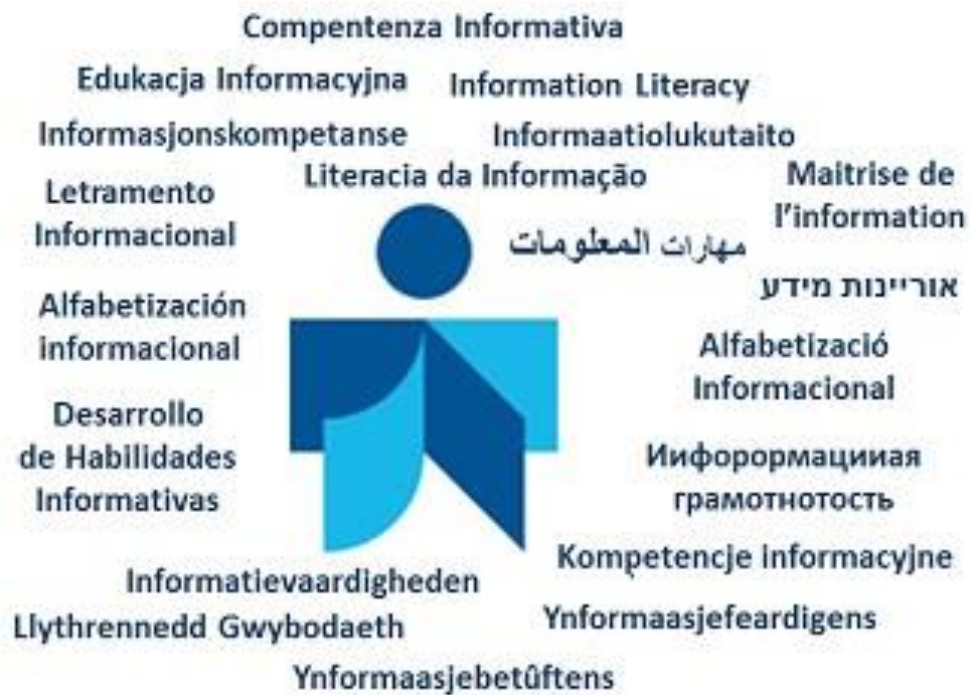 Compentenza Informativa
Edukacja Informacyjna
Information Literacy
Informasjonskompetanse
Informaatiolukutaito
Literacia da Informação
Maitrise de
l'information
Letramento
Informacional
مهارات المعلومات
אוריינות מידע
Alfabetización
informacional
Alfabetizació
Informacional
Desarrollo
de Habilidades
Informativas
Иифорормациииая
грамотнотость
Kompetencje informacyjne
Informatievaardigheden
Ynformaasjefeardigens
Llythrennedd Gwybodaeth
Ynformaasjebetûftens